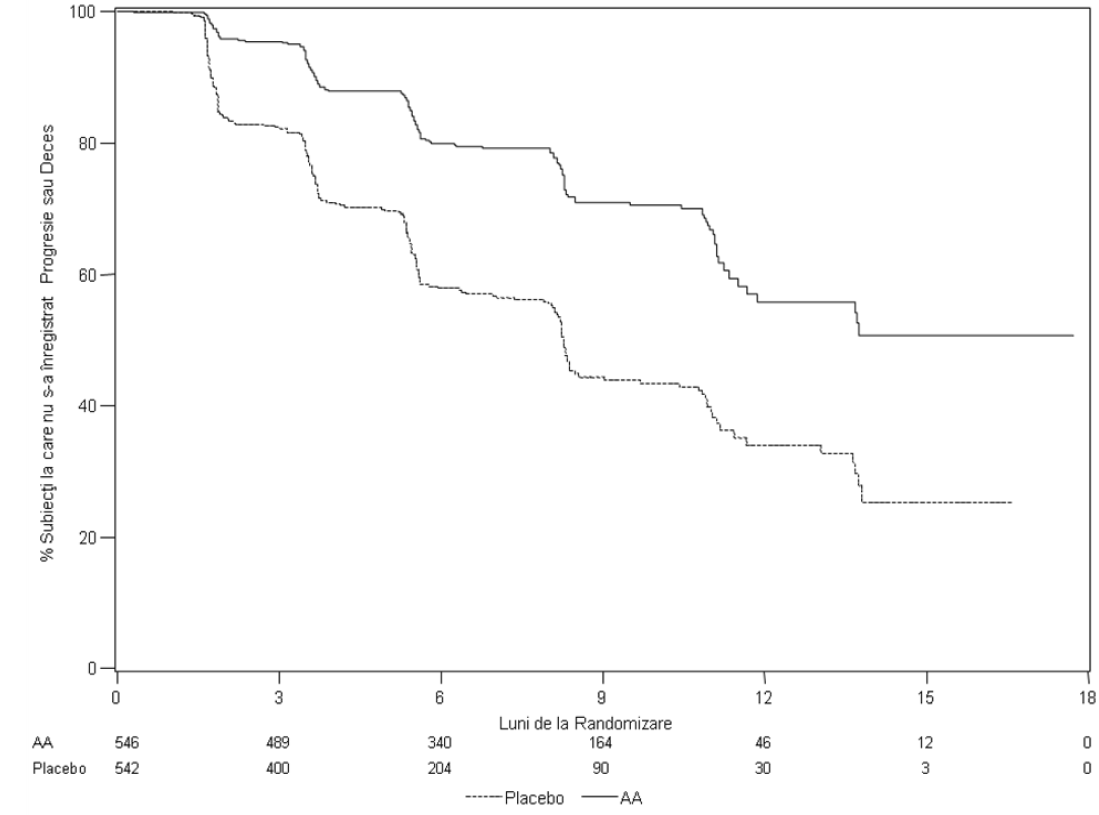 % Subiecţi la care nu s-a înregistrat Progresie sau Deces
100
80
60
40
20
0
0 3 6 9 12 15 18
Luni de la Randomizare
AA 546 489 340 164 46 12 0
Placebo 542 400 204 90 30 3 0
Placebo AA